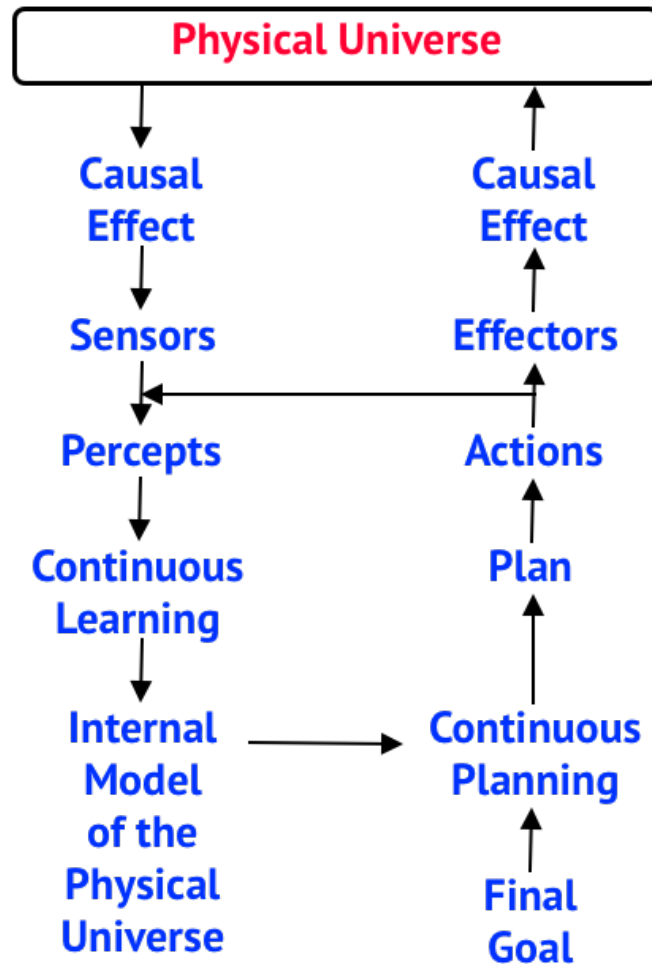 Physical Universe
Causal
Effect
Sensors
Percepts
Continuous
Learning
Internal
Model
of the
Physical
Universe
Causal
Effect
Effectors
Actions
Plan
Continuous
Planning
Final
Goal